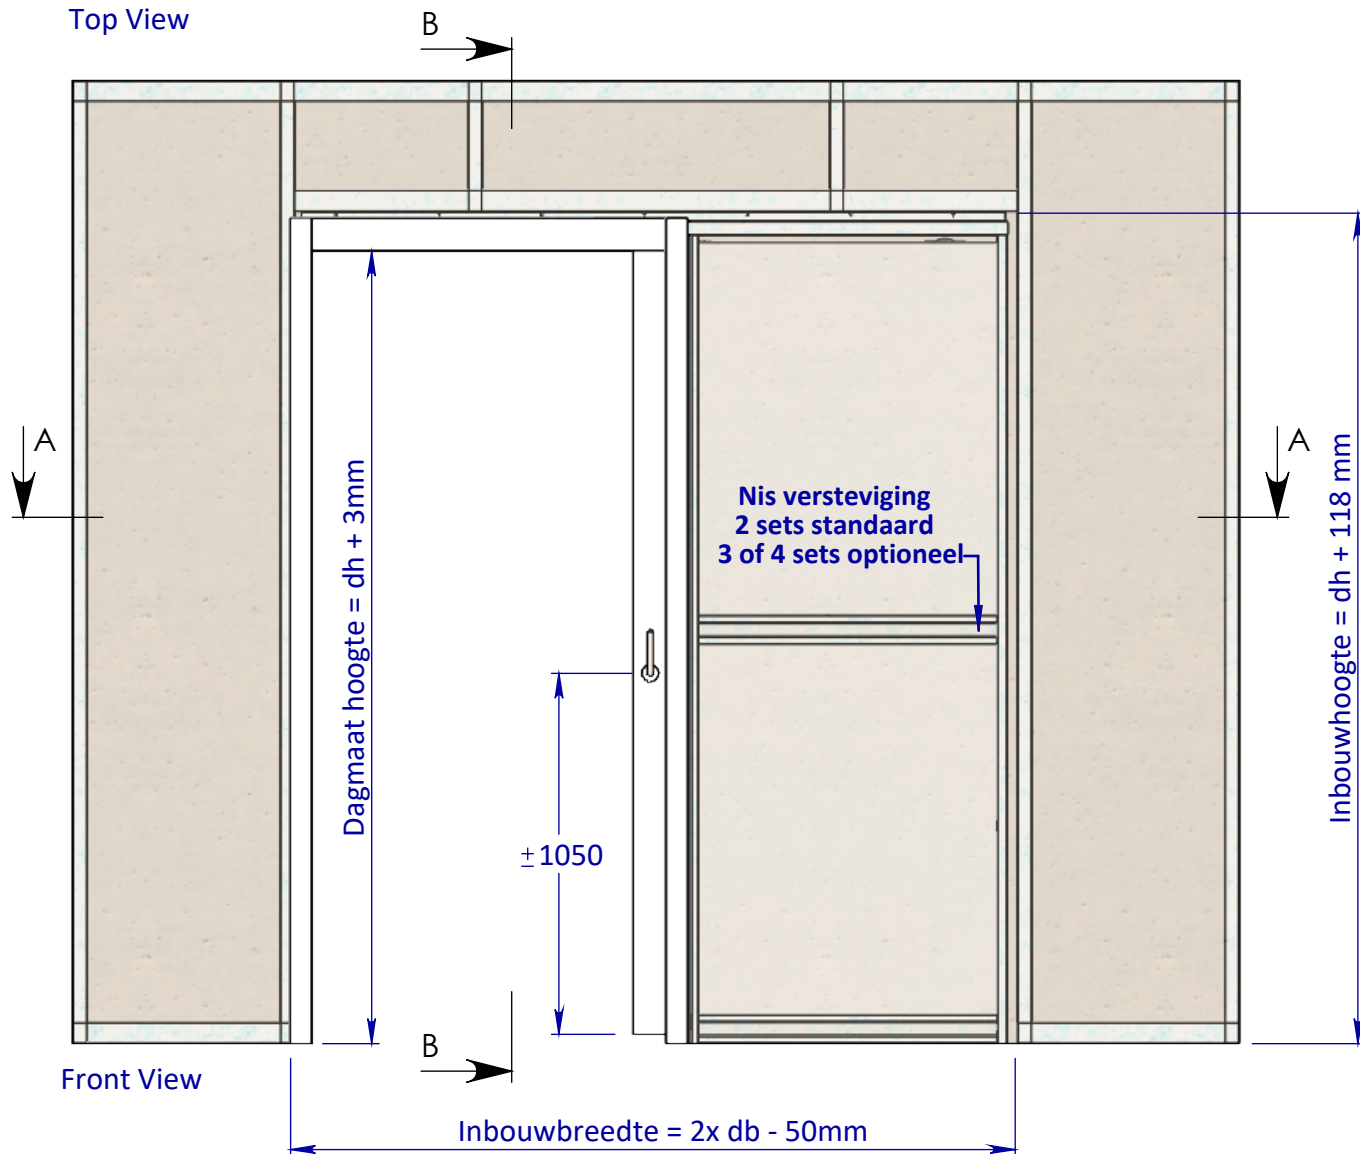 Top View
B
A
A
Nis versteviging
2 sets standaard
3 of 4 sets optioneel
Dagmaat hoogte = dh + 3mm
Inbouwhoogte = dh + 118 mm
±1050
B
Front View
Inbouwbreedte = 2x db - 50mm